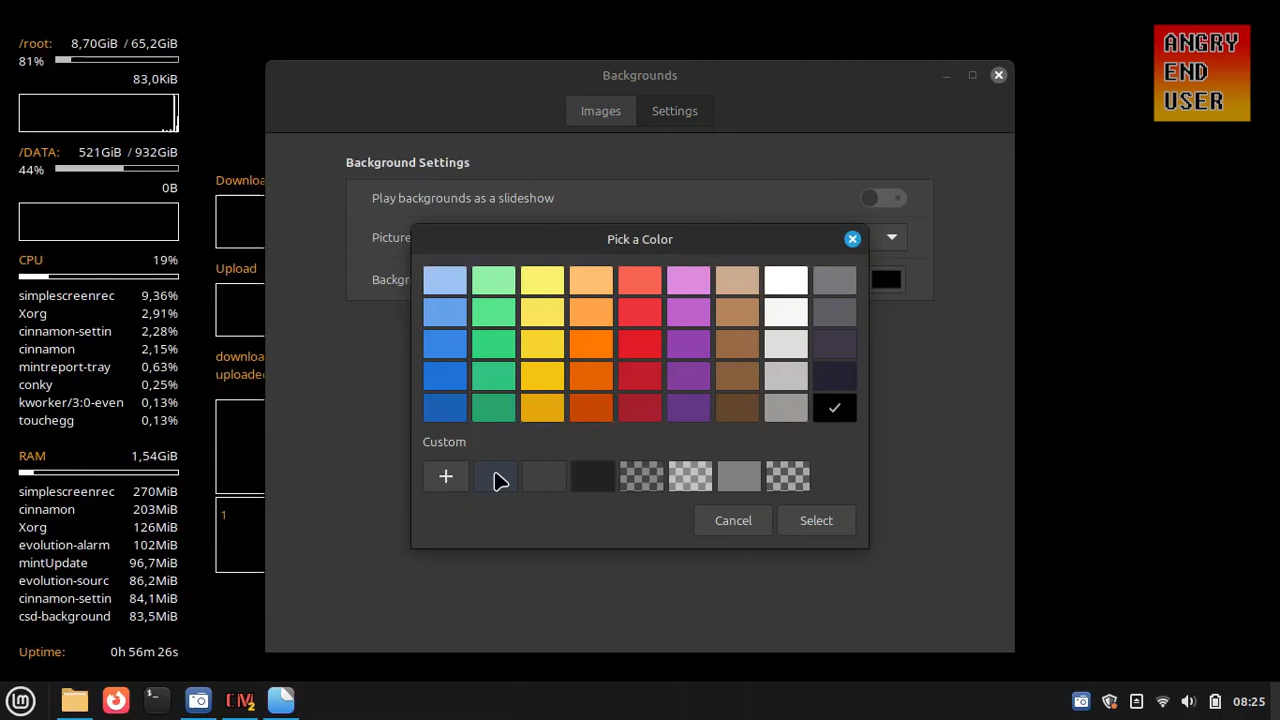 /root: 8,70GiB / 65,2GiB
81%
83,0KiB
/DATA: 521GiB / 932GiB
44%
0B
CPU 19%
simplescreenrec 9,36%
Xorg 2,91%
cinnamon-settin 2,28%
cinnamon 2,15%
mintreport-tray 0,63%
conky 0,25%
kworker/3:0-even 0,13%
touchegg 0,13%
RAM 1,54GiB
simplescreenrec 270MiB
cinnamon 203MiB
Xorg 126MiB
evolution-alarm 102MiB
mintUpdate 96,7MiB
evolution-sourc 86,2MiB
cinnamon-settin 84,1MiB
csd-background 83,5MiB
Uptime: 0h 56m 26s
Downloa
Upload
downloa
uploade
1
Backgrounds
Images Settings
Background Settings
Play backgrounds as a slideshow
Picture
Backgr
Pick a Color
Custom
Cancel Select
ANGRY
END
USER
CM2
08:25